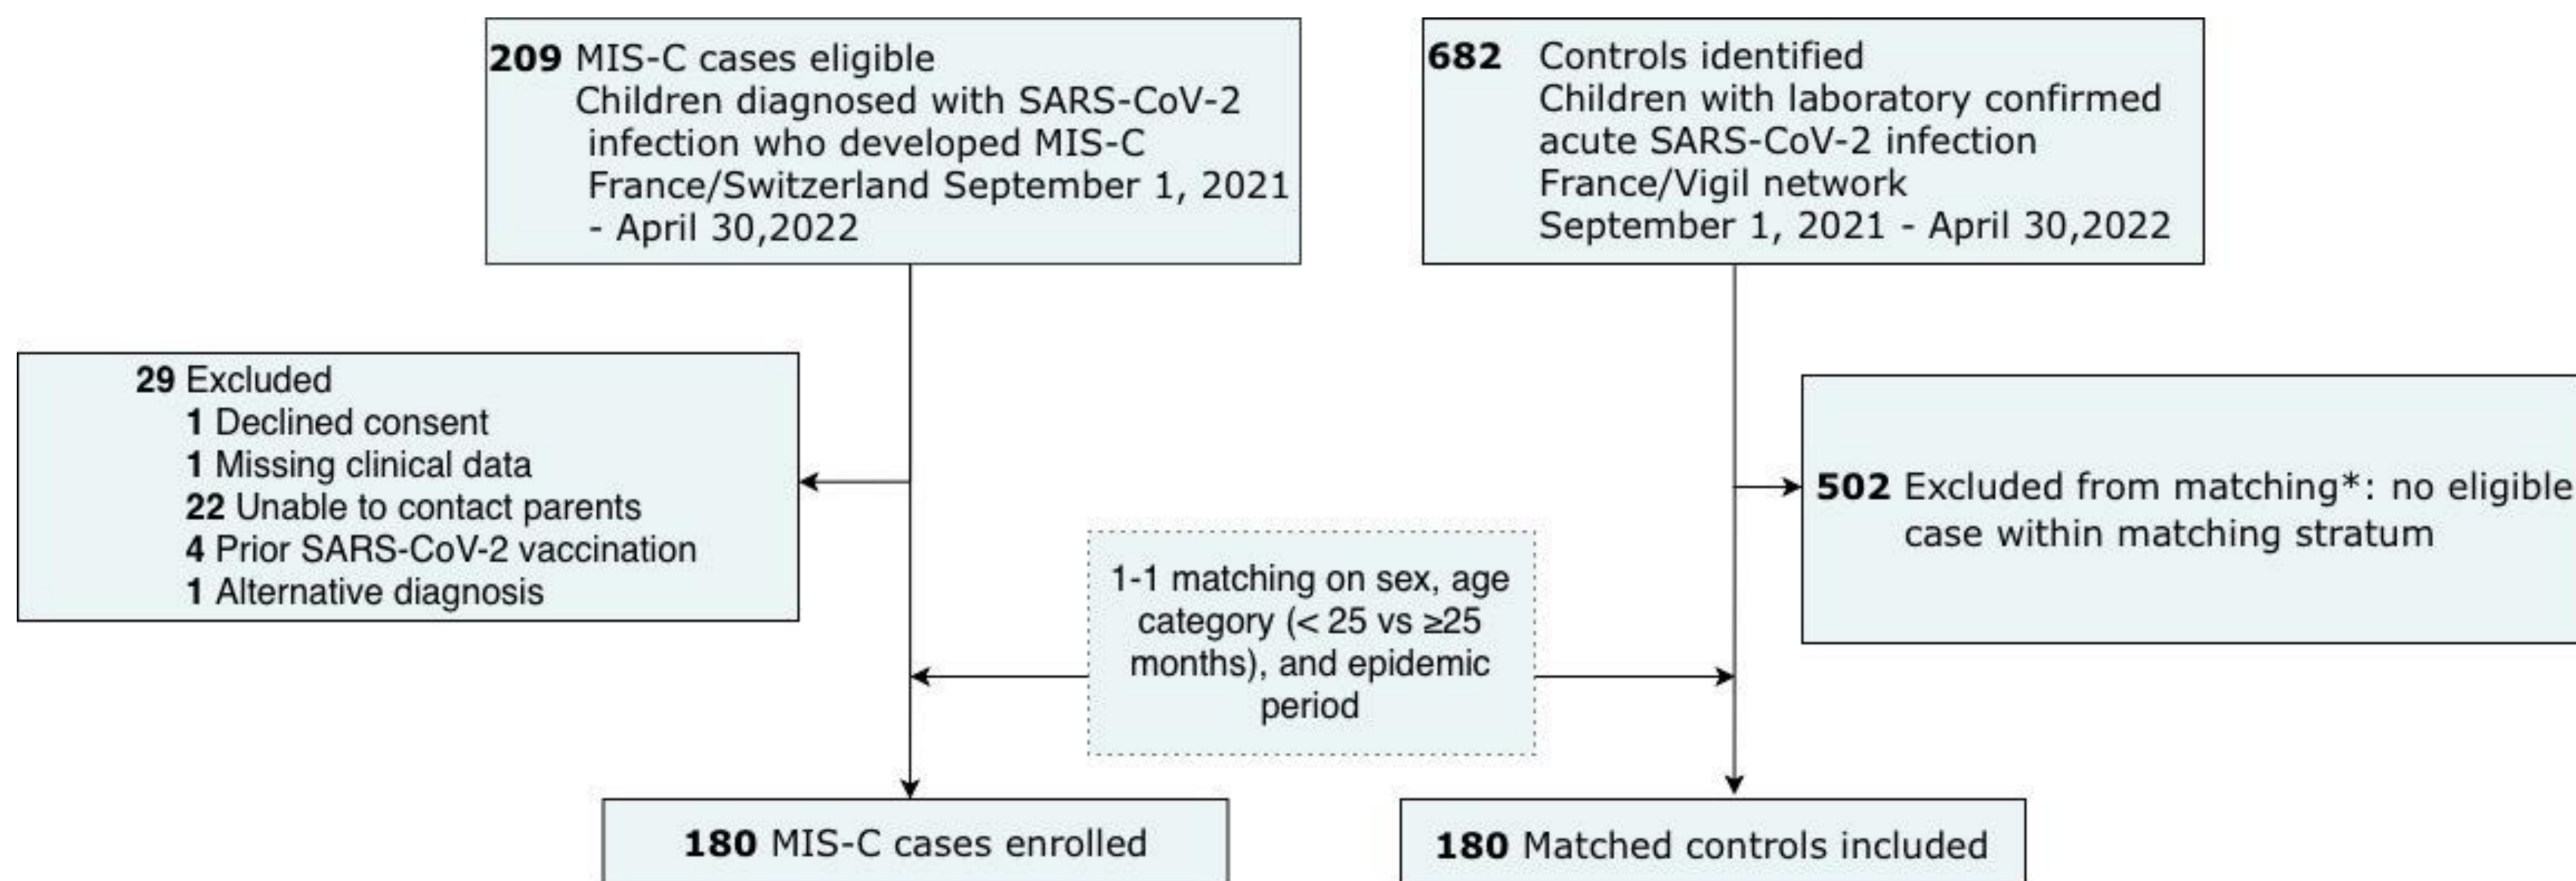 209 MIS-C cases eligible
Children diagnosed with SARS-CoV-2
infection who developed MIS-C
France/Switzerland September 1, 2021
- April 30,2022
682 Controls identified
Children with laboratory confirmed
acute SARS-CoV-2 infection
France/Vigil network
September 1, 2021 - April 30,2022
29 Excluded
1 Declined consent
1 Missing clinical data
22 Unable to contact parents
4 Prior SARS-CoV-2 vaccination
1 Alternative diagnosis
502 Excluded from matching*: no eligible
case within matching stratum
1-1 matching on sex, age
category (< 25 vs ≥25
months), and epidemic
period
180 MIS-C cases enrolled
180 Matched controls included